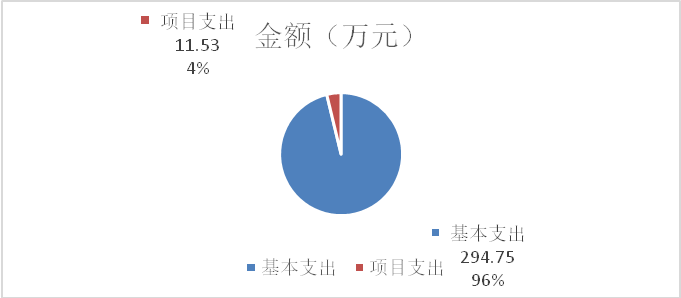 项目支出
11.53
4%
金额（万元）
基本支出
294.75
96%
基本支出 项目支出